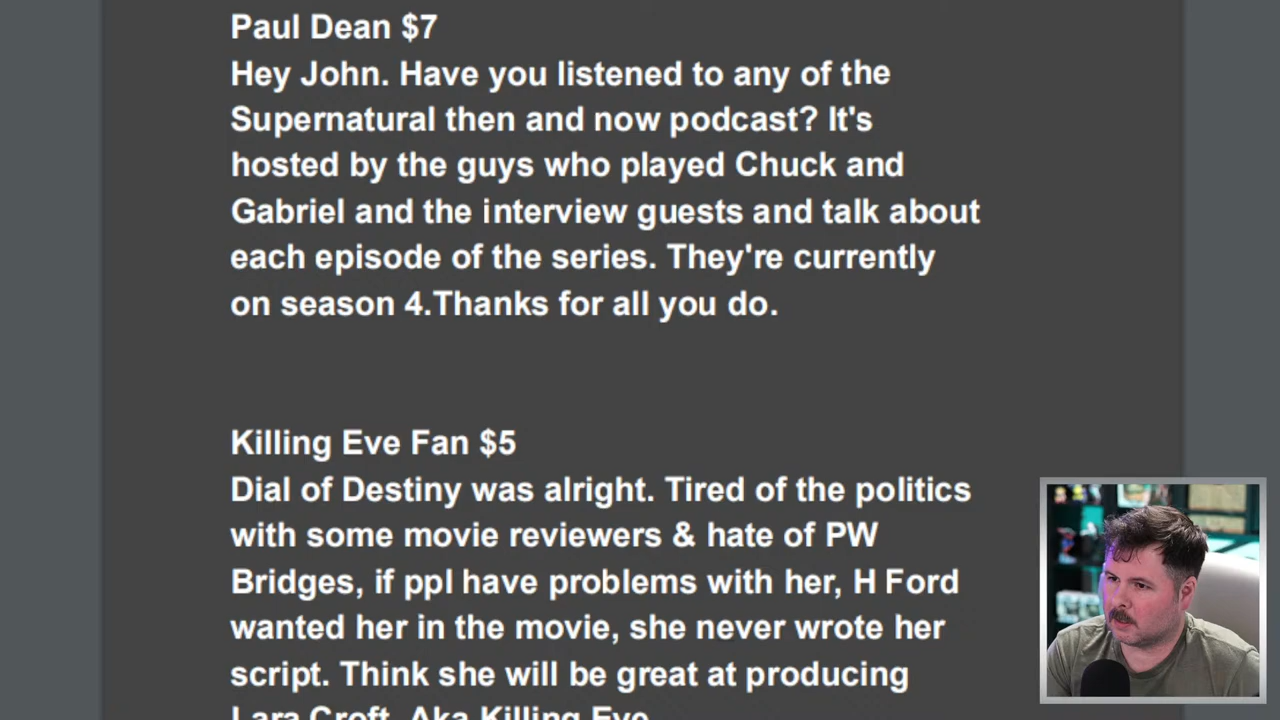 Paul Dean $7
Hey John. Have you listened to any of the
Supernatural then and now podcast? It's
hosted by the guys who played Chuck and
Gabriel and the interview guests and talk about
each episode of the series. They're currently
on season 4.Thanks for all you do.
Killing Eve Fan $5
Dial of Destiny was alright. Tired of the politics
with some movie reviewers & hate of PW
Bridges, if ppl have problems with her, H Ford
wanted her in the movie, she never wrote her
script. Think she will be great at producing
Lara Croft. Aka Killing Eve